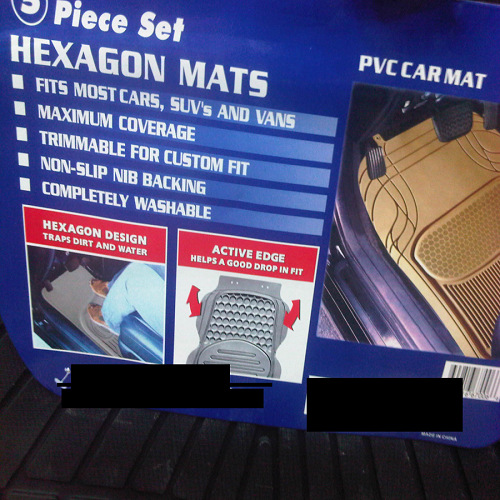 5 Piece Set
HEXAGON MATS
FITS MOST CARS, SUV's AND VANS
MAXIMUM COVERAGE
TRIMMABLE FOR CUSTOM FIT
NON-SLIP NIB BACKING
COMPLETELY WASHABLE
PVC CAR MAT
HEXAGON DESIGN
TRAPS DIRT AND WATER
ACTIVE EDGE
HELPS A GOOD DROP IN FIT
MADE IN CHINA